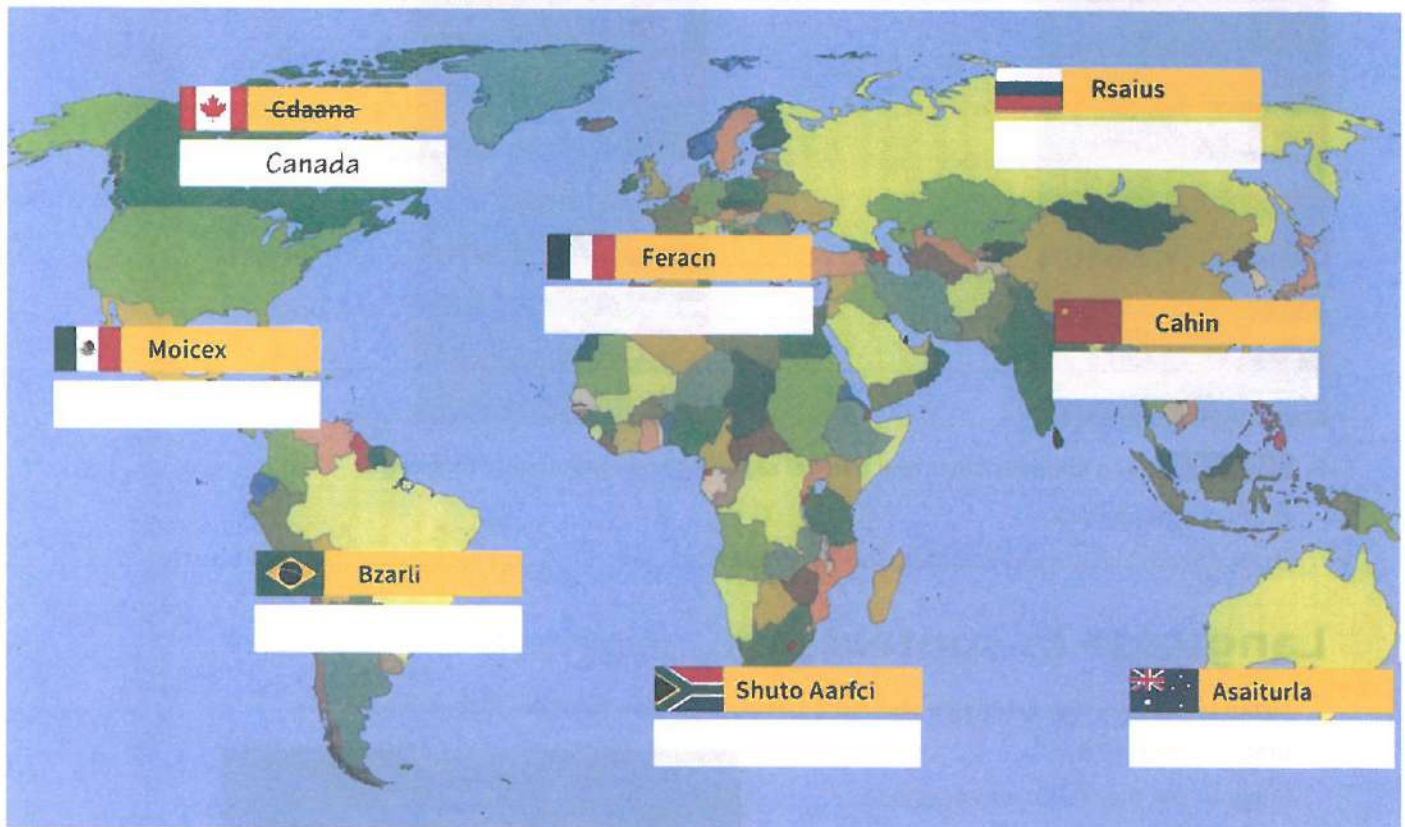 Cdaana
Canada
Rsaius
Feracn
Cahin
Moicex
Bzarli
Shuto Aarfci
Asaiturla